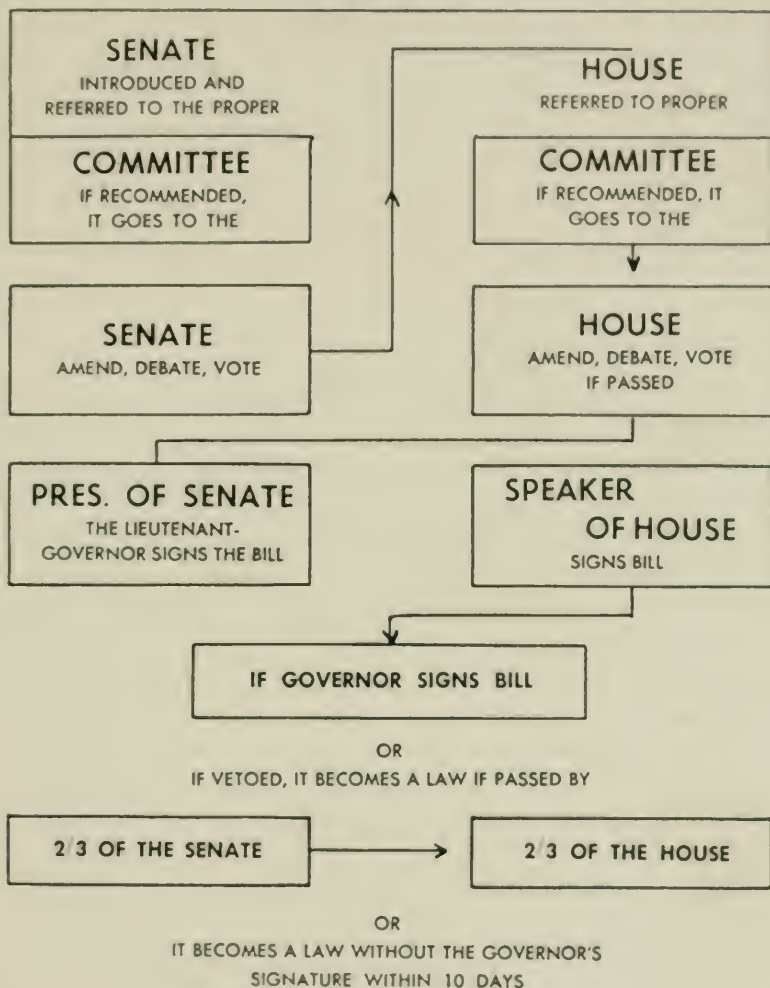 SENATE
INTRODUCED AND
REFERRED TO THE PROPER
COMMITTEE
IF RECOMMENDED,
IT GOES TO THE
SENATE
AMEND, DEBATE, VOTE
HOUSE
REFERRED TO PROPER
COMMITTEE
IF RECOMMENDED, IT
GOES TO THE
HOUSE
AMEND, DEBATE, VOTE
IF PASSED
PRES. OF SENATE
THE LIEUTENANT-
GOVERNOR SIGNS THE BILL
SPEAKER
OF HOUSE
SIGNS BILL
IF GOVERNOR SIGNS BILL
OR
IF VETOED, IT BECOMES A LAW IF PASSED BY
2/3 OF THE SENATE
2/3 OF THE HOUSE
OR
IT BECOMES A LAW WITHOUT THE GOVERNOR'S
SIGNATURE WITHIN 10 DAYS